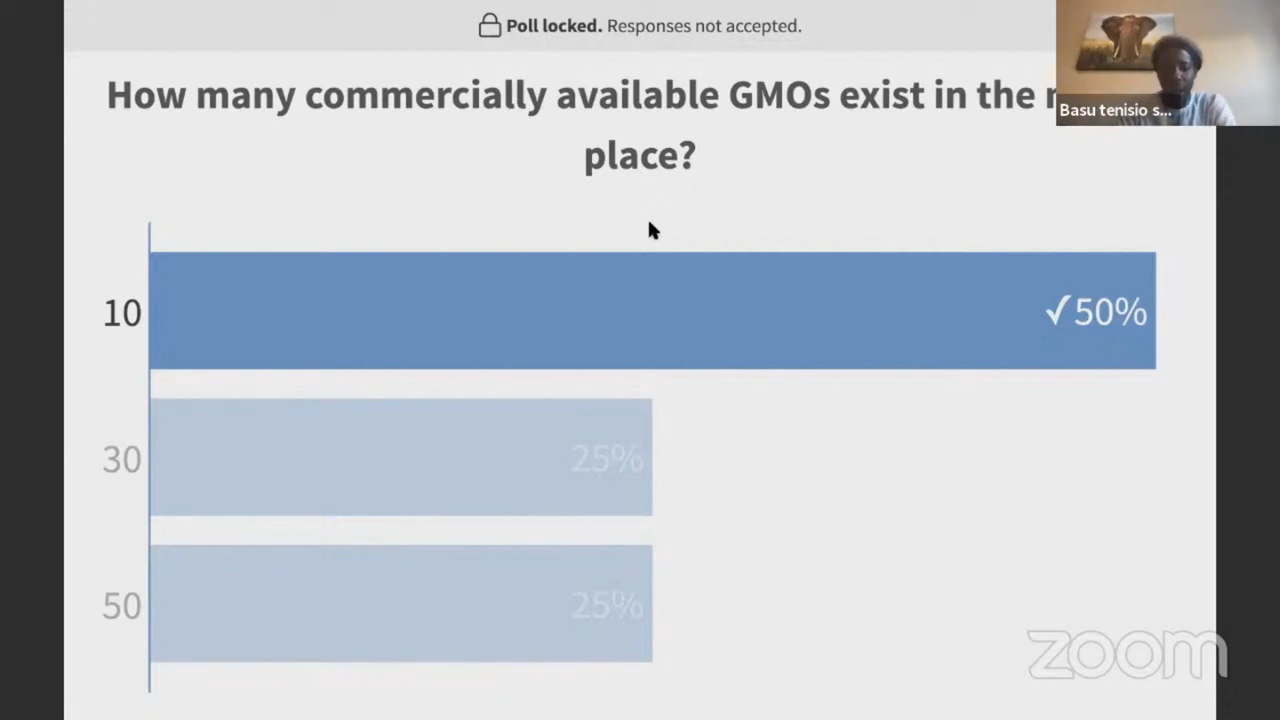 Poll locked. Responses not accepted.
How many commercially available GMOs exist in the
place?
Basu tenisio s...
10
✓50%
30
25%
50
25%
zoom